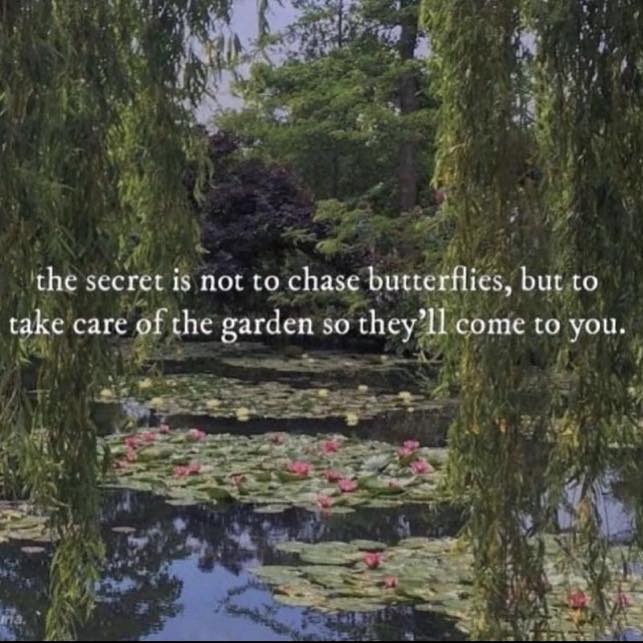 the secret is not to chase butterflies, but to
take care of the garden so they'll come to you.